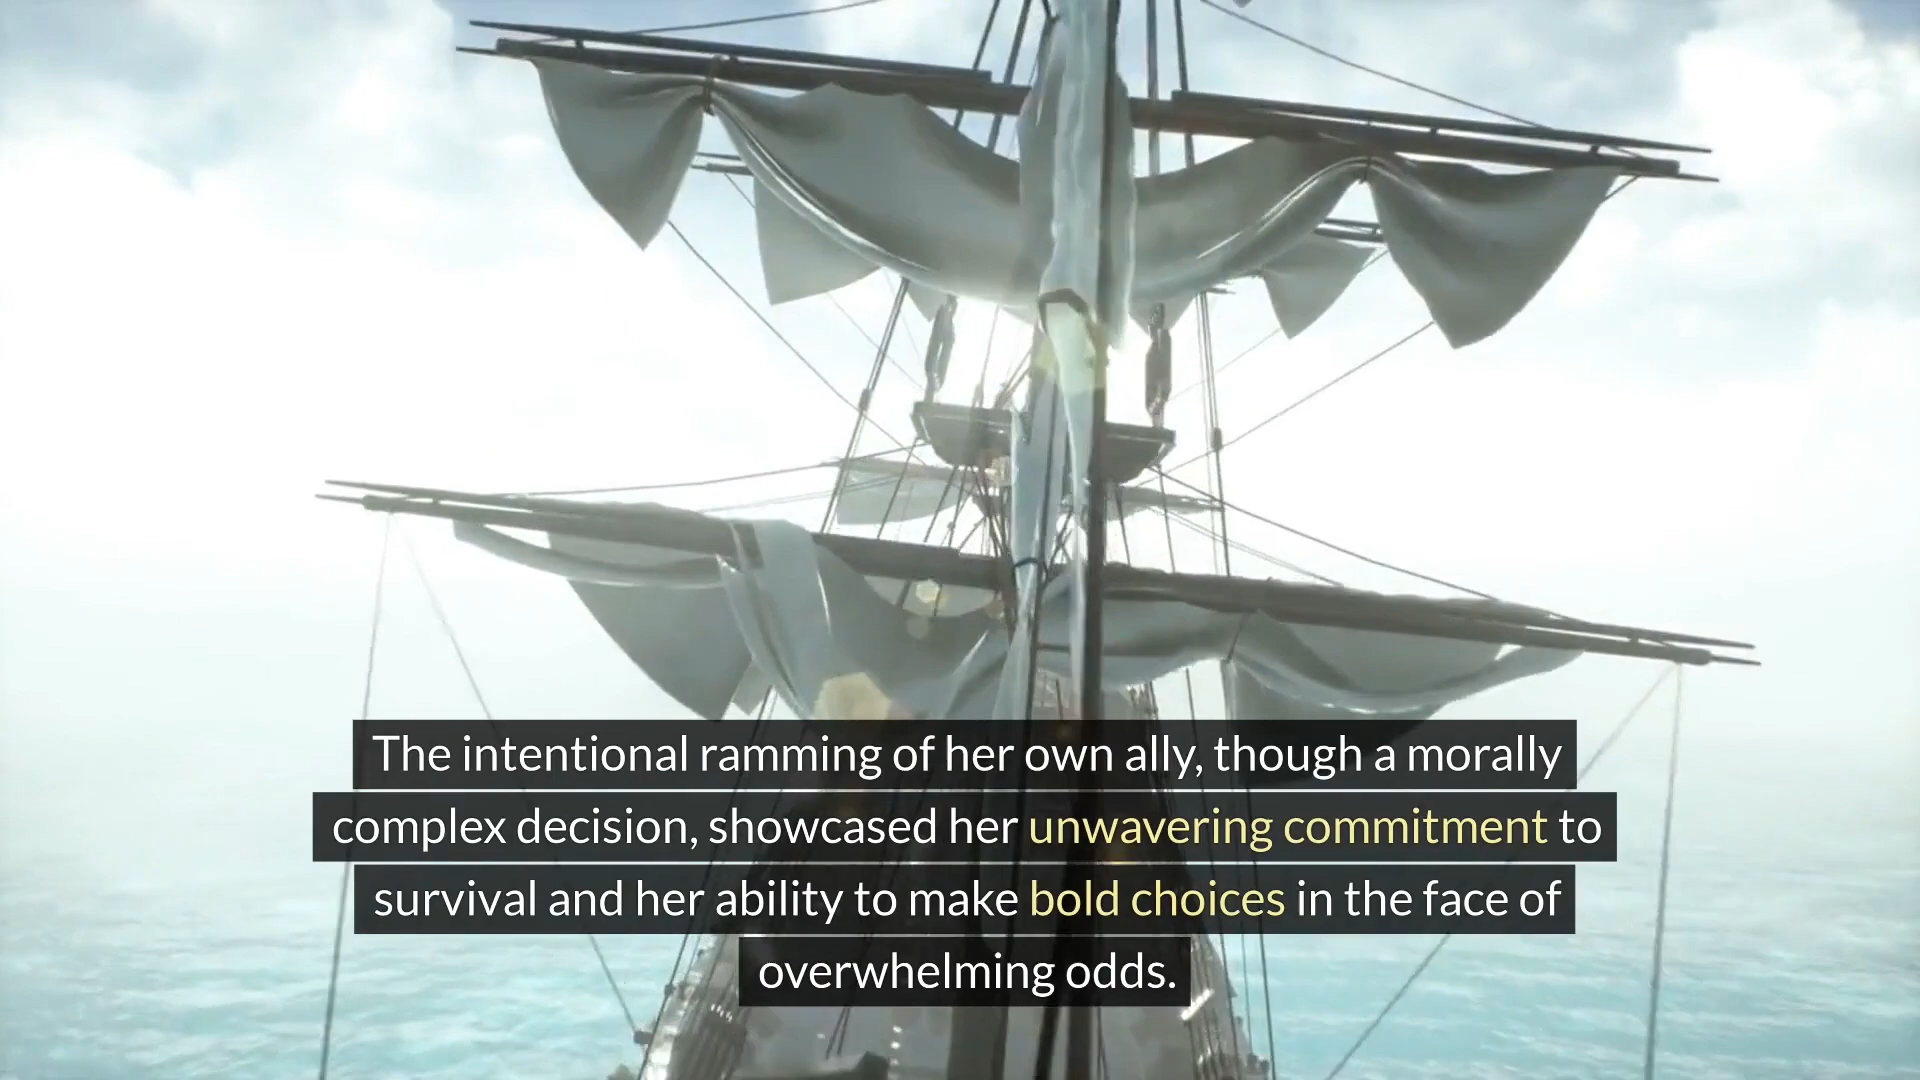 The intentional ramming of her own ally, though a morally
complex decision, showcased her unwavering commitment to
survival and her ability to make bold choices in the face of
overwhelming odds.